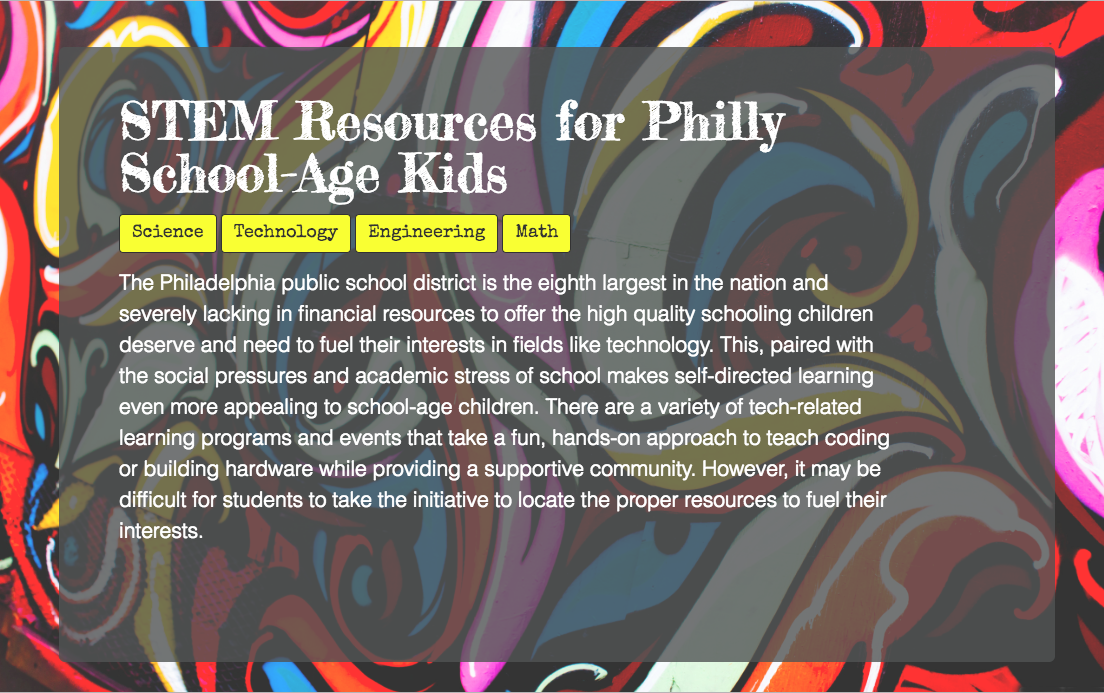 STEM Resources for Philly
School-Age Kids
Science Technology Engineering Math
The Philadelphia public school district is the eighth largest in the nation and
severely lacking in financial resources to offer the high quality schooling children
deserve and need to fuel their interests in fields like technology. This, paired with
the social pressures and academic stress of school makes self-directed learning
even more appealing to school-age children. There are a variety of tech-related
learning programs and events that take a fun, hands-on approach to teach coding
or building hardware while providing a supportive community. However, it may be
difficult for students to take the initiative to locate the proper resources to fuel their
interests.